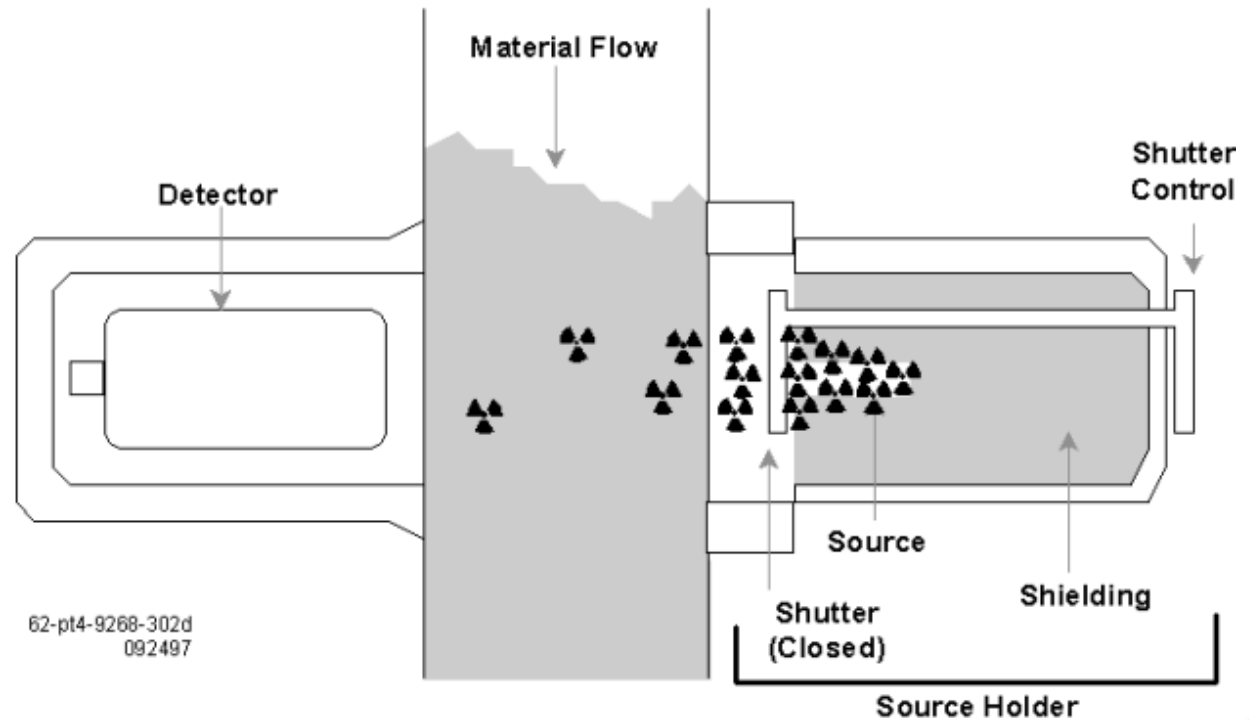 Material Flow
Shutter
Control
Detector
Source
Shielding
Shutter
(Closed)
62-pt4-9268-302d
092497
Source Holder